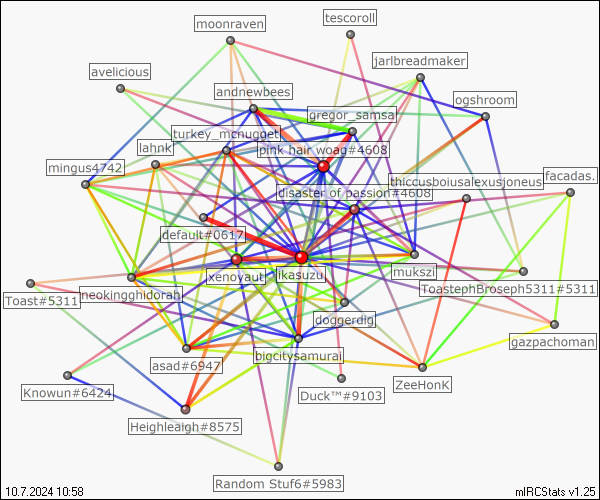 moonraven
tescoroll
jarlbreadmaker
avelicious
andnewbees
ogshroom
gregor_samsa
turkey_mcnugget
lahnk
pink hair woag#4608
mingus4742
thiccusboiusalexusjoneus
facadas.
disaster of passion#4608
default#0617
xenoyaut
ikasuzu
mukszi
ToastephBroseph5311#5311
Toast#5311
neokingghidorah
doggerdig
gazpachoman
bigcitysamurai
asad#6947
ZeeHonK
Knowun#6424
Duck™#9103
Heighleaigh#8575
Random Stuf6#5983
10.7.2024 10:58
mIRCStats v1.25